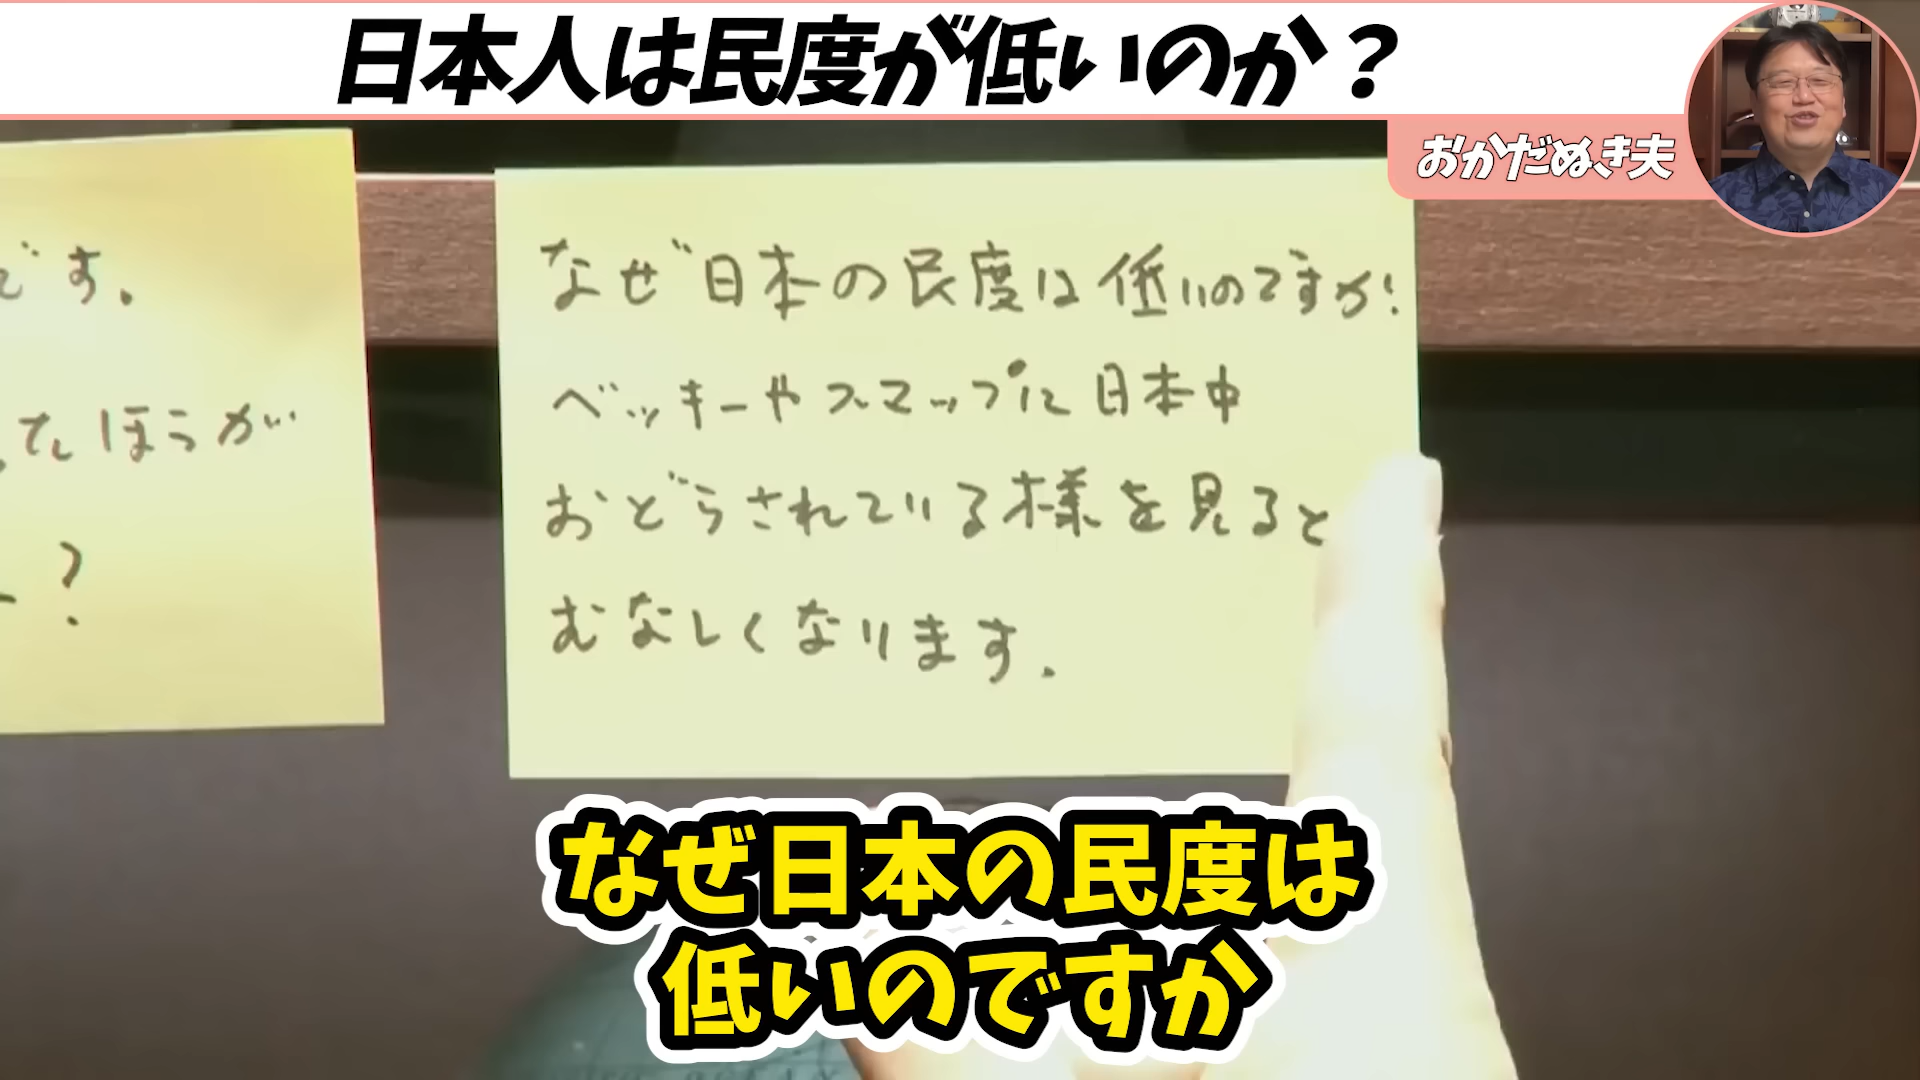 日本人は民度が低いのか？
おかだぬき夫
です。
たほうが
？
なぜ日本の民度は低いのですか!
ベッキーやスマップに日本中
おどらされている様を見ると
むなしくなります.
なぜ日本の民度は
低いのですか